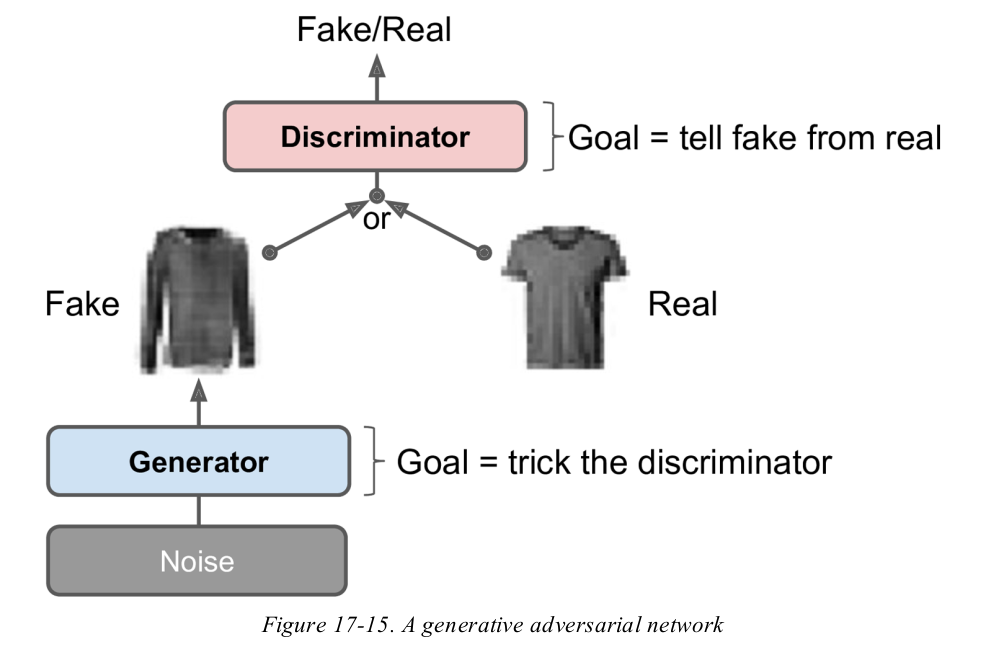 Fake/Real
Discriminator
Goal = tell fake from real
or
Fake
Real
Generator
Goal = trick the discriminator
Noise
Figure 17-15. A generative adversarial network